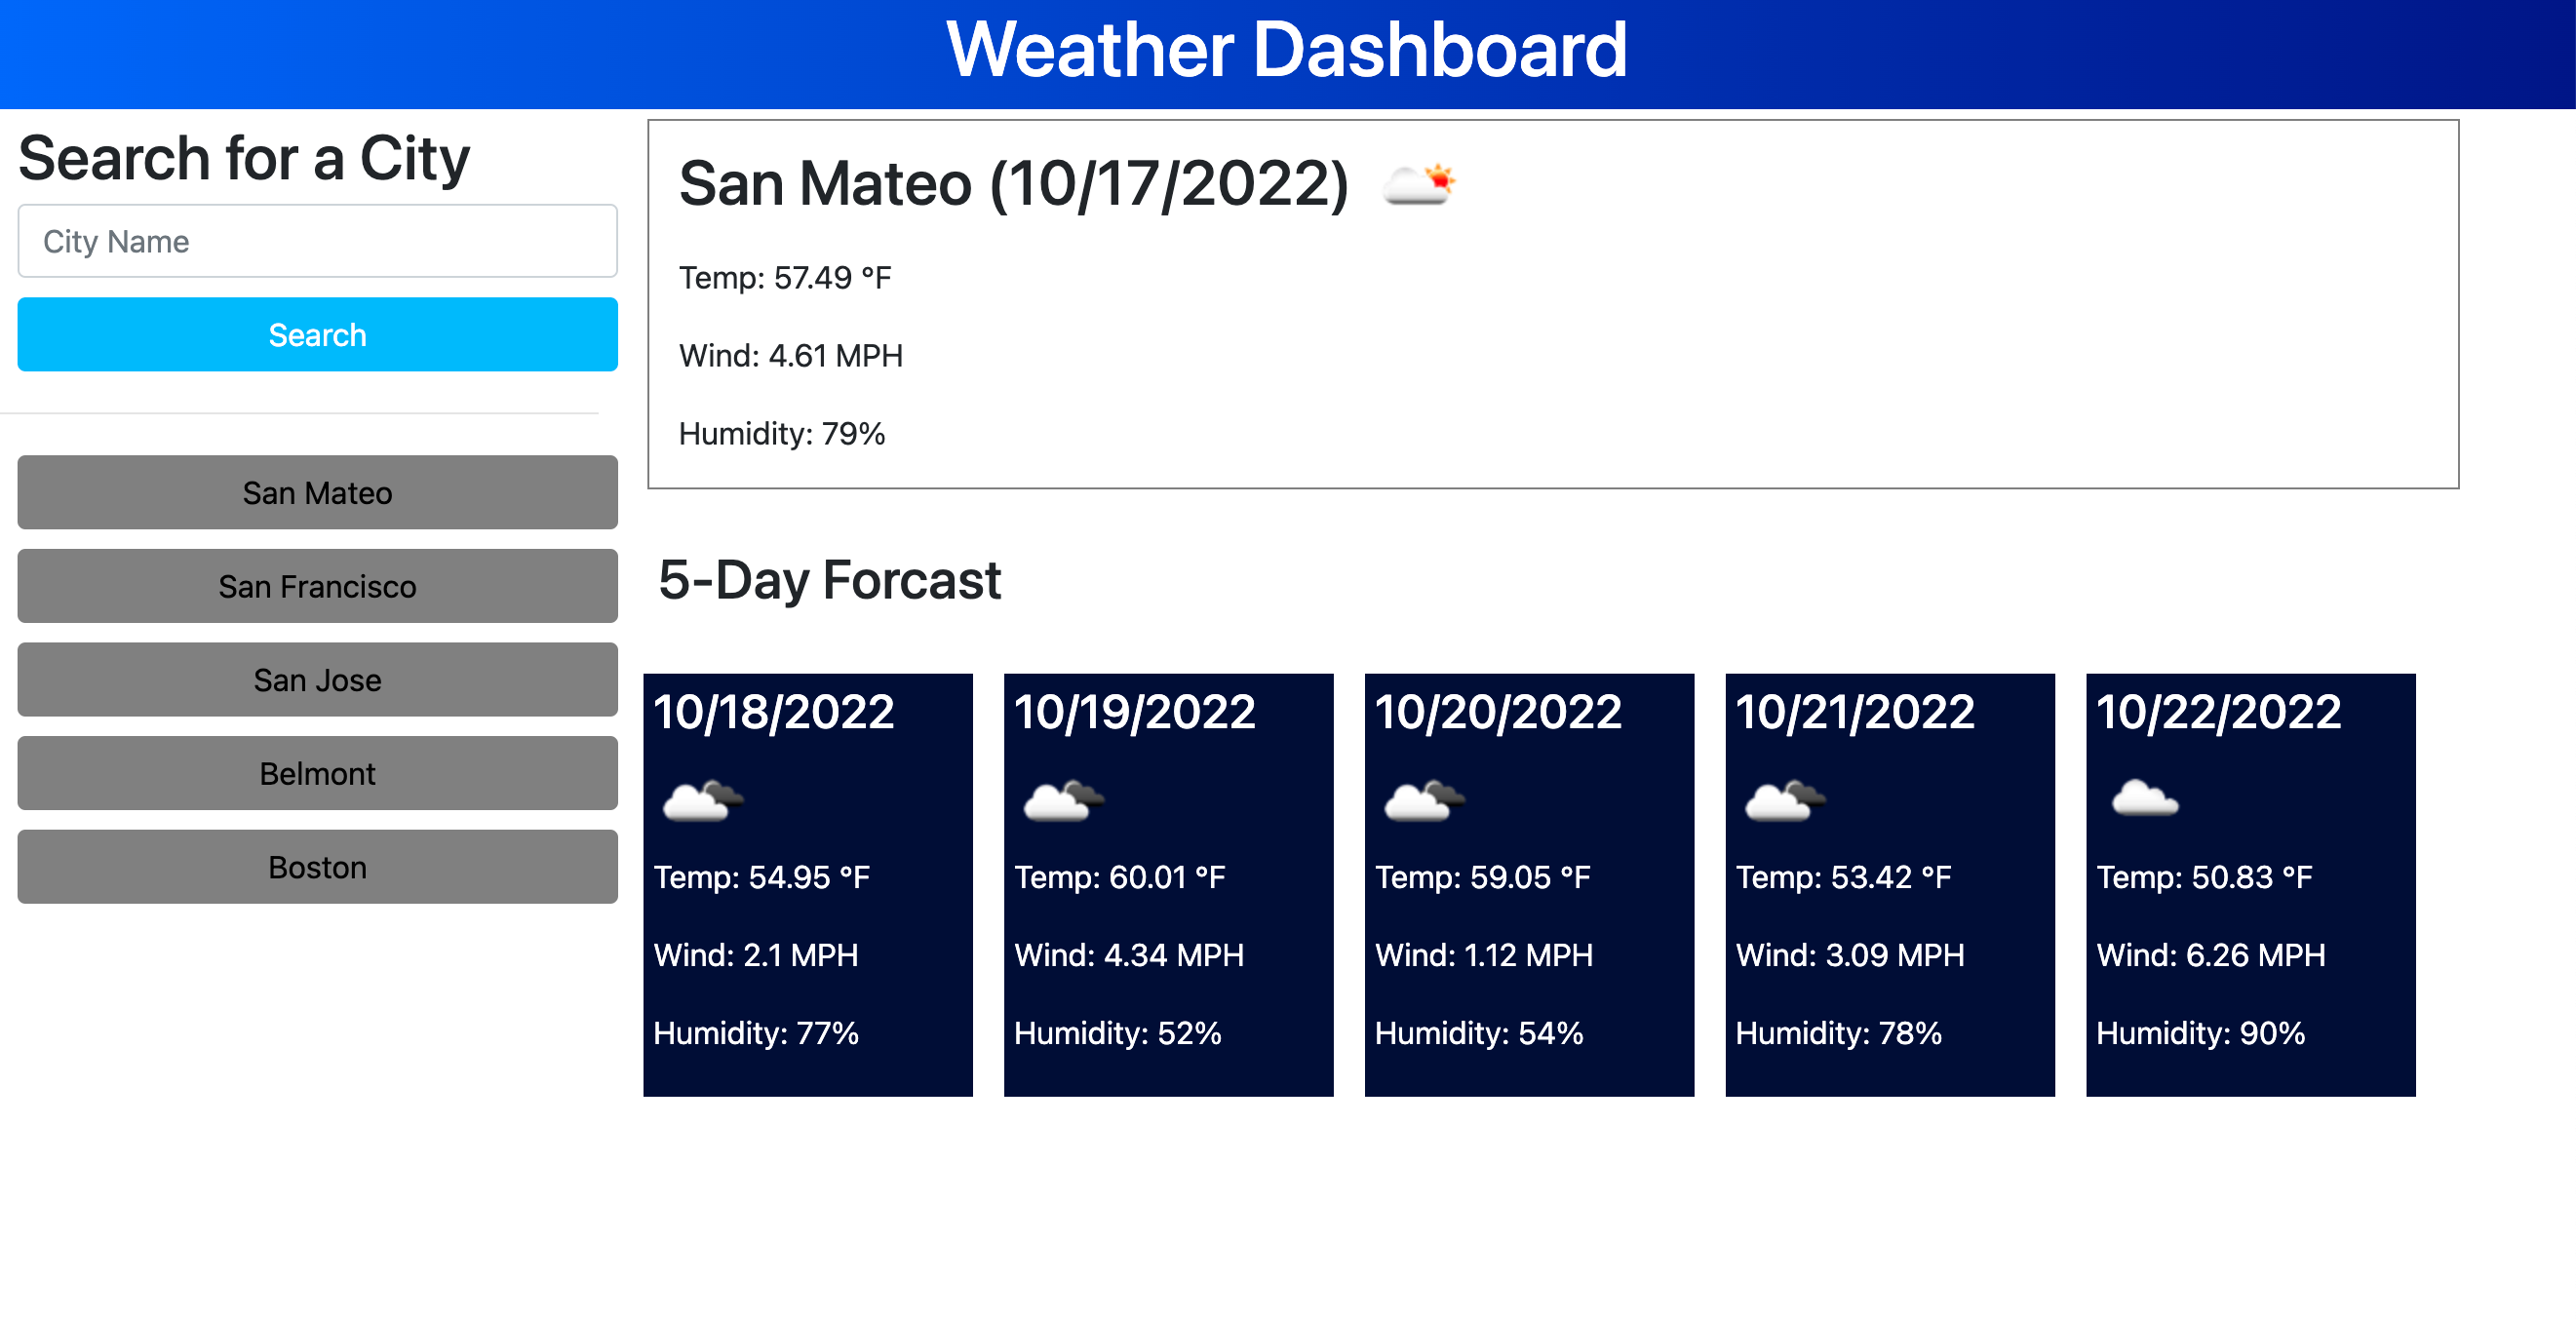 Weather Dashboard
Search for a City
City Name
Search
San Mateo
San Francisco
San Jose
Belmont
Boston
San Mateo (10/17/2022)
Temp: 57.49 °F
Wind: 4.61 MPH
Humidity: 79%
5-Day Forcast
10/18/2022
Temp: 54.95 °F
Wind: 2.1 MPH
Humidity: 77%
10/19/2022
Temp: 60.01 °F
Wind: 4.34 MPH
Humidity: 52%
10/20/2022
Temp: 59.05 °F
Wind: 1.12 MPH
Humidity: 54%
10/21/2022
Temp: 53.42 °F
Wind: 3.09 MPH
Humidity: 78%
10/22/2022
Temp: 50.83 °F
Wind: 6.26 MPH
Humidity: 90%